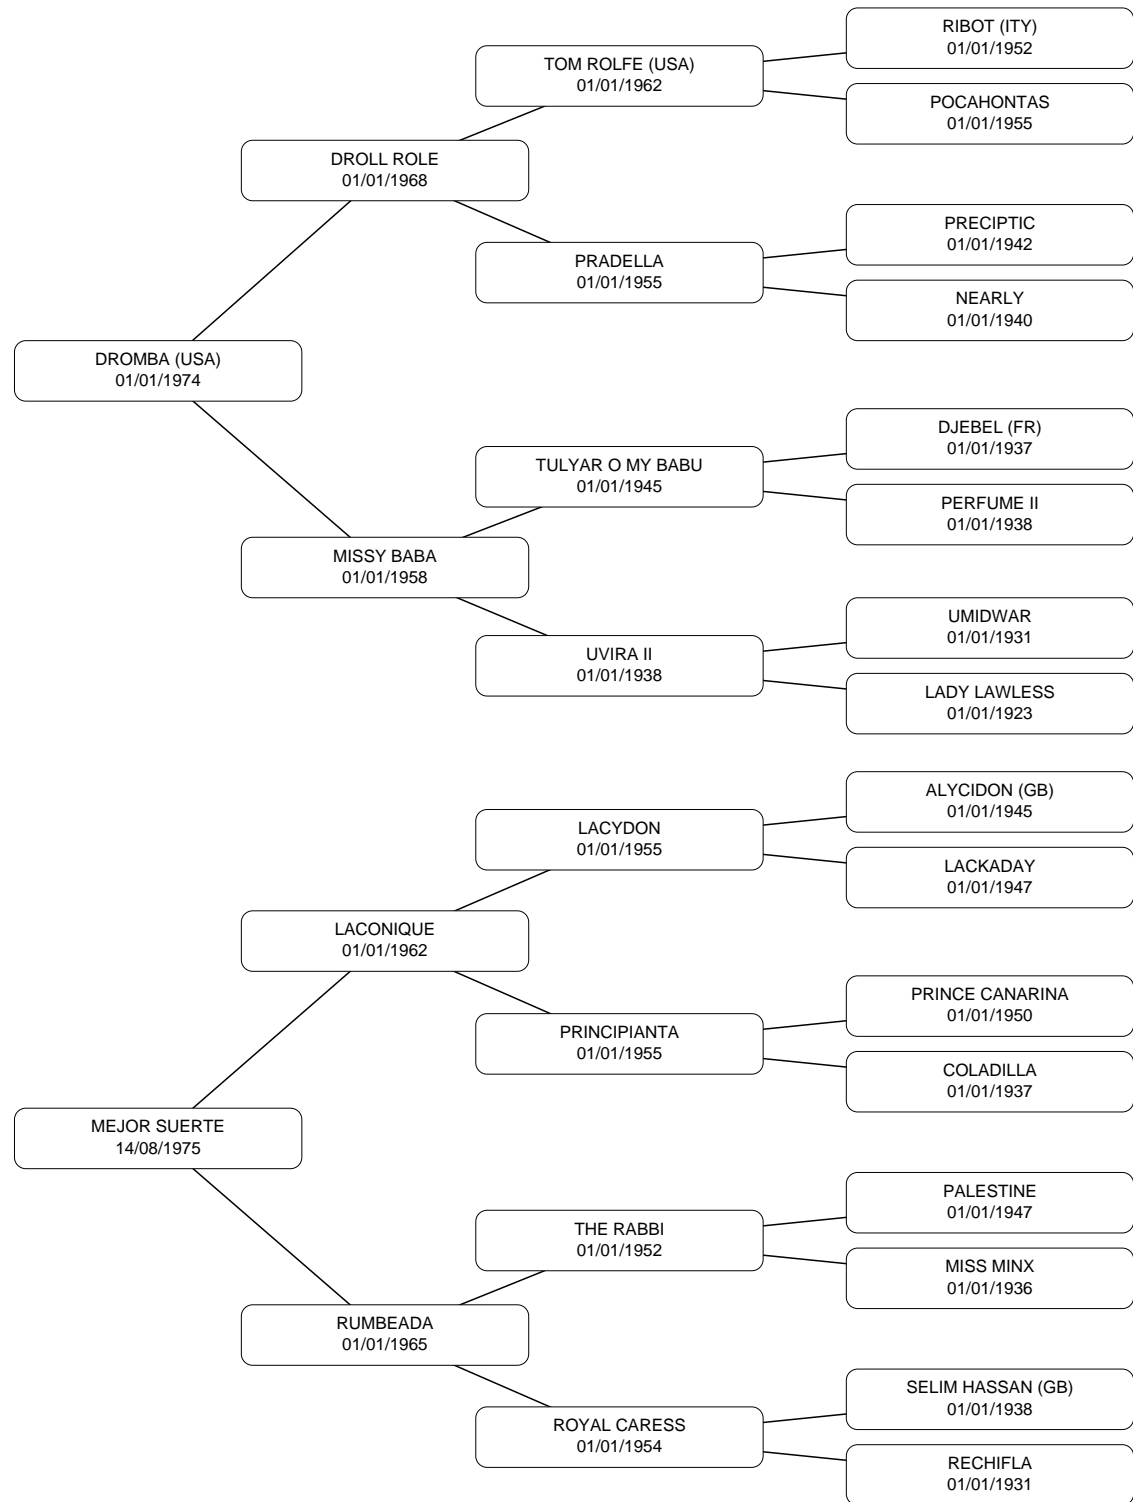 RIBOT (ITY)
01/01/1952
TOM ROLFE (USA)
01/01/1962
POCAHONTAS
01/01/1955
DROLL ROLE
01/01/1968
PRECIPTIC
01/01/1942
PRADELLA
01/01/1955
NEARLY
01/01/1940
DROMBA (USA)
01/01/1974
DJEBEL (FR)
01/01/1937
TULYAR O MY BABU
01/01/1945
PERFUME II
01/01/1938
MISSY BABA
01/01/1958
UMIDWAR
01/01/1931
UVIRA II
01/01/1938
LADY LAWLESS
01/01/1923
ALYCIDON (GB)
01/01/1945
LACYDON
01/01/1955
LACKADAY
01/01/1947
LACONIQUE
01/01/1962
PRINCE CANARINA
01/01/1950
PRINCIPIANTA
01/01/1955
COLADILLA
01/01/1937
MEJOR SUERTE
14/08/1975
PALESTINE
01/01/1947
THE RABBI
01/01/1952
MISS MINX
01/01/1936
RUMBEADA
01/01/1965
SELIM HASSAN (GB)
01/01/1938
ROYAL CARESS
01/01/1954
RECHIFLA
01/01/1931